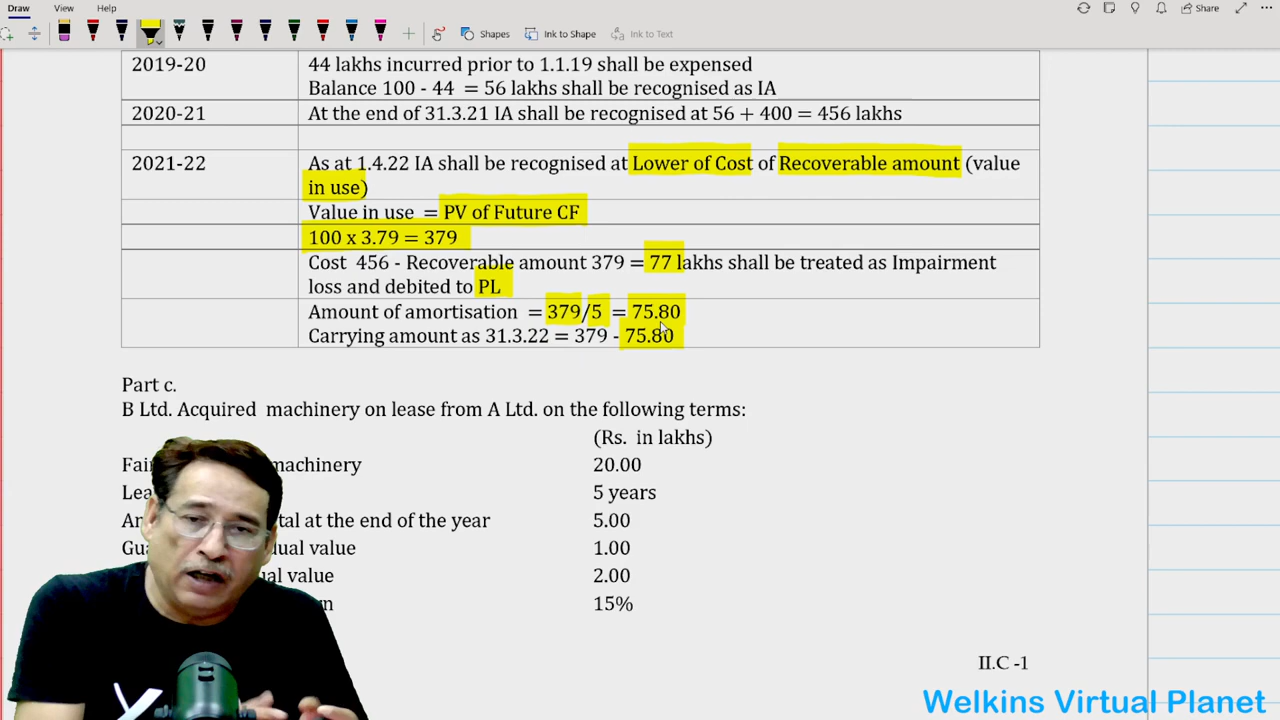 Draw View Help
Share
Shapes Ink to Shape Ink to Text
2019-20 44 lakhs incurred prior to 1.1.19 shall be expensed
Balance 100 - 44 = 56 lakhs shall be recognised as IA
2020-21 At the end of 31.3.21 IA shall be recognised at 56 + 400 = 456 lakhs
2021-22 As at 1.4.22 IA shall be recognised at Lower of Cost of Recoverable amount (value
in use)
Value in use = PV of Future CF
100 x 3.79 = 379
Cost 456 - Recoverable amount 379 = 77 lakhs shall be treated as Impairment
loss and debited to PL
Amount of amortisation = 379/5 = 75.80
Carrying amount as 31.3.22 = 379 - 75.80
Part c.
B Ltd. Acquired machinery on lease from A Ltd. on the following terms:
(Rs. in lakhs)
machinery 20.00
5 years
at the end of the year 5.00
value 1.00
value 2.00
15%
II.C -1
Welkins Virtual Planet